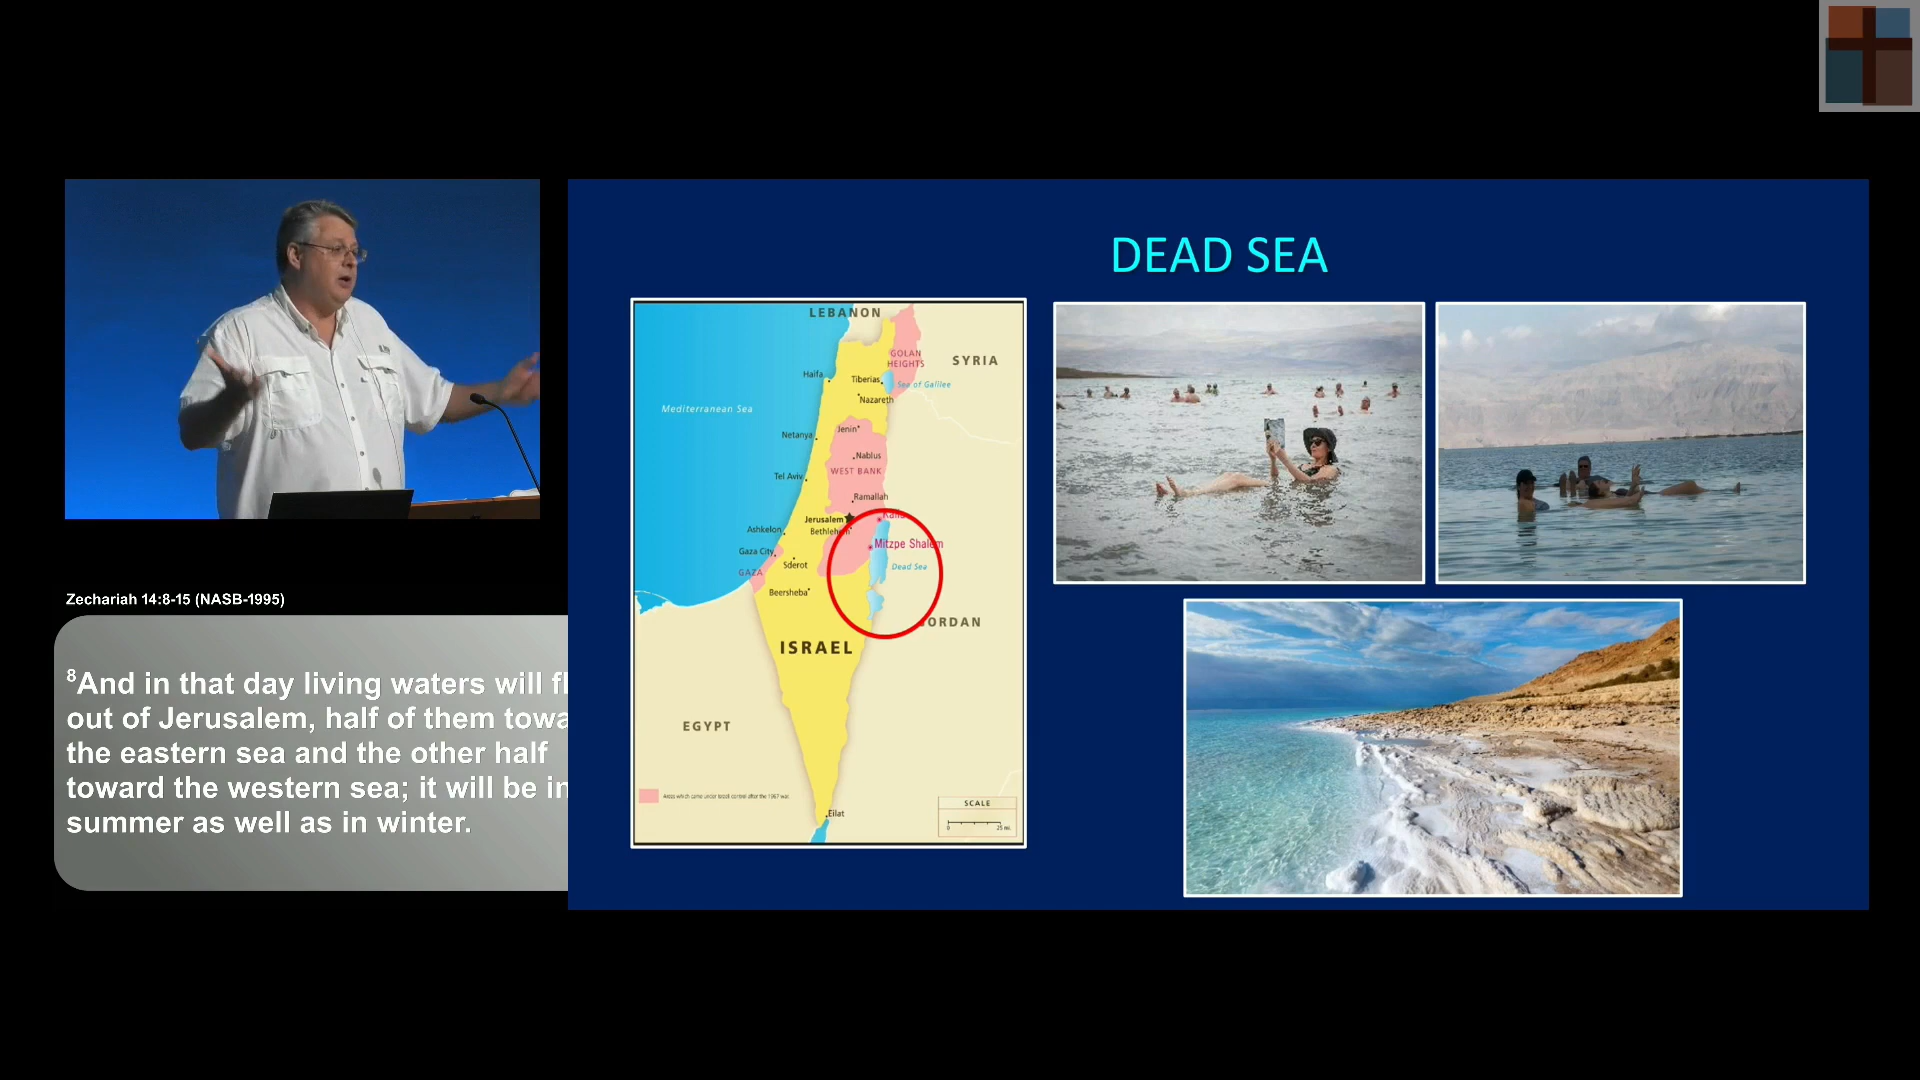 DEAD SEA
LEBANON
GOLAN
HEIGHTS
SYRIA
Haifa
Tiberias
Sea of Galilee
Nazareth
Mediterranean Sea
Netanya
Jenin
Nablus
WEST BANK
Tel Aviv
Ramallah
Jerusalem
Bethlehem
Ashkelon
Mitzpe Shalem
Gaza City
Sderot
Dead Sea
GAZA
Beersheba
ORDAN
ISRAEL
EGYPT
Areas which came under Israeli control after the 1967 war.
SCALE
0 25 mi.
Eilat
Zechariah 14:8-15 (NASB-1995)
8And in that day living waters will fl
out of Jerusalem, half of them towa
the eastern sea and the other half
toward the western sea; it will be in
summer as well as in winter.